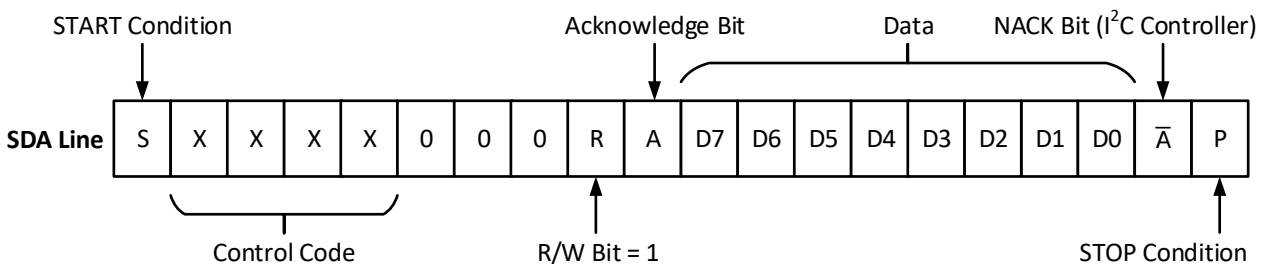 START Condition Acknowledge Bit Data NACK Bit (I²C Controller)
SDA Line S X X X X 0 0 0 R A D7 D6 D5 D4 D3 D2 D1 D0 A̅ P
Control Code R/W Bit = 1 STOP Condition